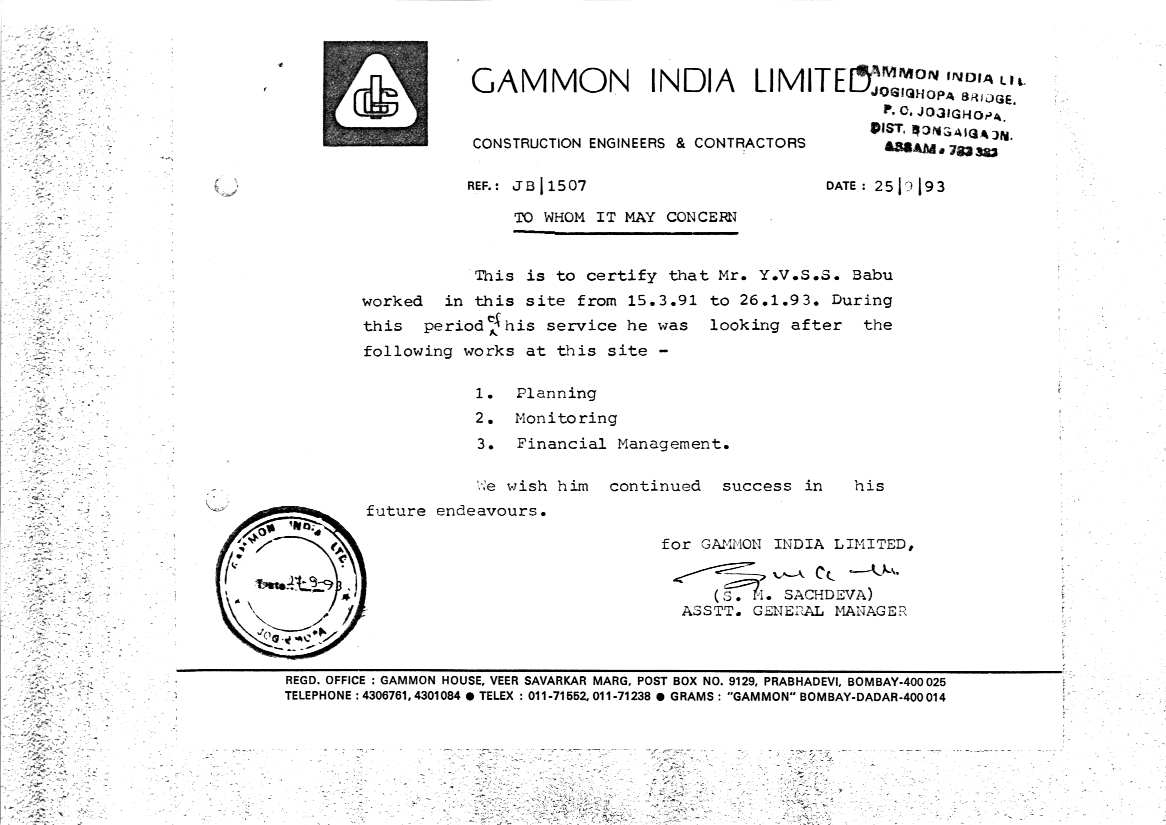 GAMMON INDIA LIMITED
GAMMON INDIA LTD.
JOGIGHOPA BRIDGE.
P. O. JOGIGHOPA.
DIST. BONGAIGAON.
ASSAM - 783 382
CONSTRUCTION ENGINEERS & CONTRACTORS
REF. : JB|1507
DATE : 25|9|93
TO WHOM IT MAY CONCERN
This is to certify that Mr. Y.V.S.S. Babu
worked in this site from 15.3.91 to 26.1.93. During
this period of his service he was looking after the
following works at this site -
1. Planning
2. Monitoring
3. Financial Management.
We wish him continued success in his
future endeavours.
for GAMMON INDIA LIMITED,
(S. M. SACHDEVA)
ASSTT. GENERAL MANAGER
GAMMON INDIA LTD.
Date: 27-9-93
JOGIGHOPA
REGD. OFFICE : GAMMON HOUSE, VEER SAVARKAR MARG, POST BOX NO. 9129, PRABHADEVI, BOMBAY-400 025
TELEPHONE : 4306761, 4301084 ● TELEX : 011-71552, 011-71238 ● GRAMS : "GAMMON" BOMBAY-DADAR-400 014